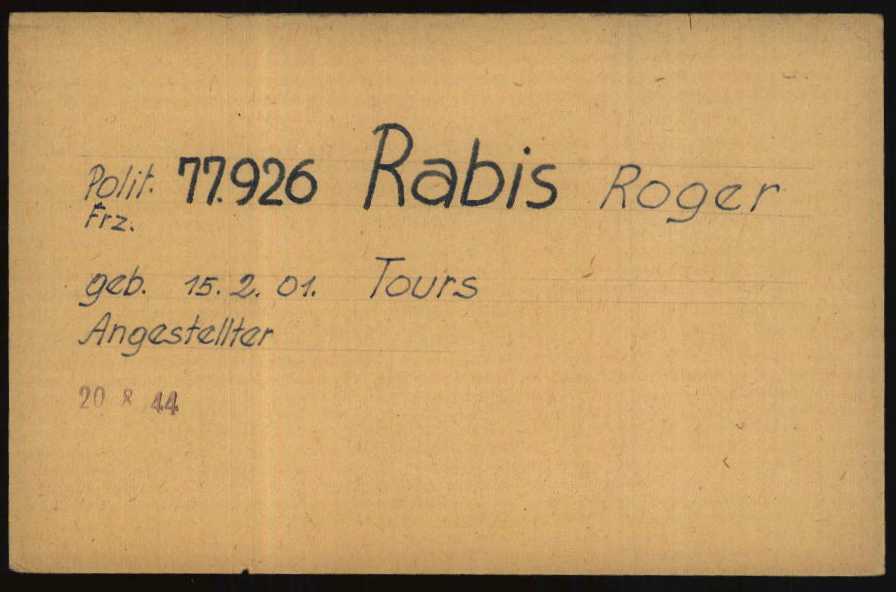 Polit. 77.926 Rabis Roger
Frz.
geb. 15. 2. 01. Tours
Angestellter
20 8 44